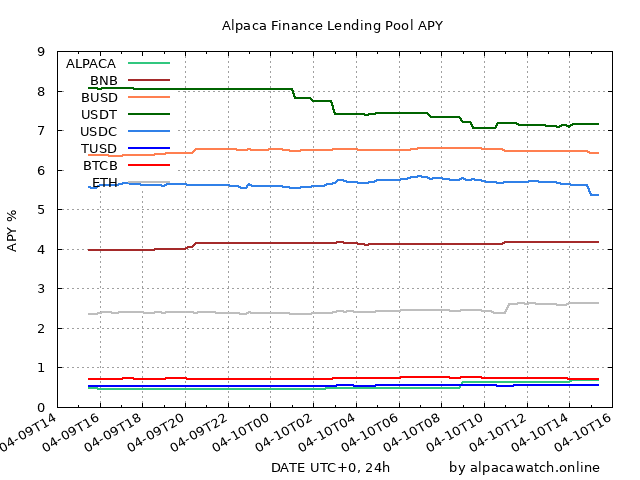 Alpaca Finance Lending Pool APY
APY %
9
8
7
6
5
4
3
2
1
0
ALPACA
BNB
BUSD
USDT
USDC
TUSD
BTCB
ETH
04-09T14
04-09T16
04-09T18
04-09T20
04-09T22
04-10T00
04-10T02
04-10T04
04-10T06
04-10T08
04-10T10
04-10T12
04-10T14
04-10T16
DATE UTC+0, 24h
by alpacawatch.online